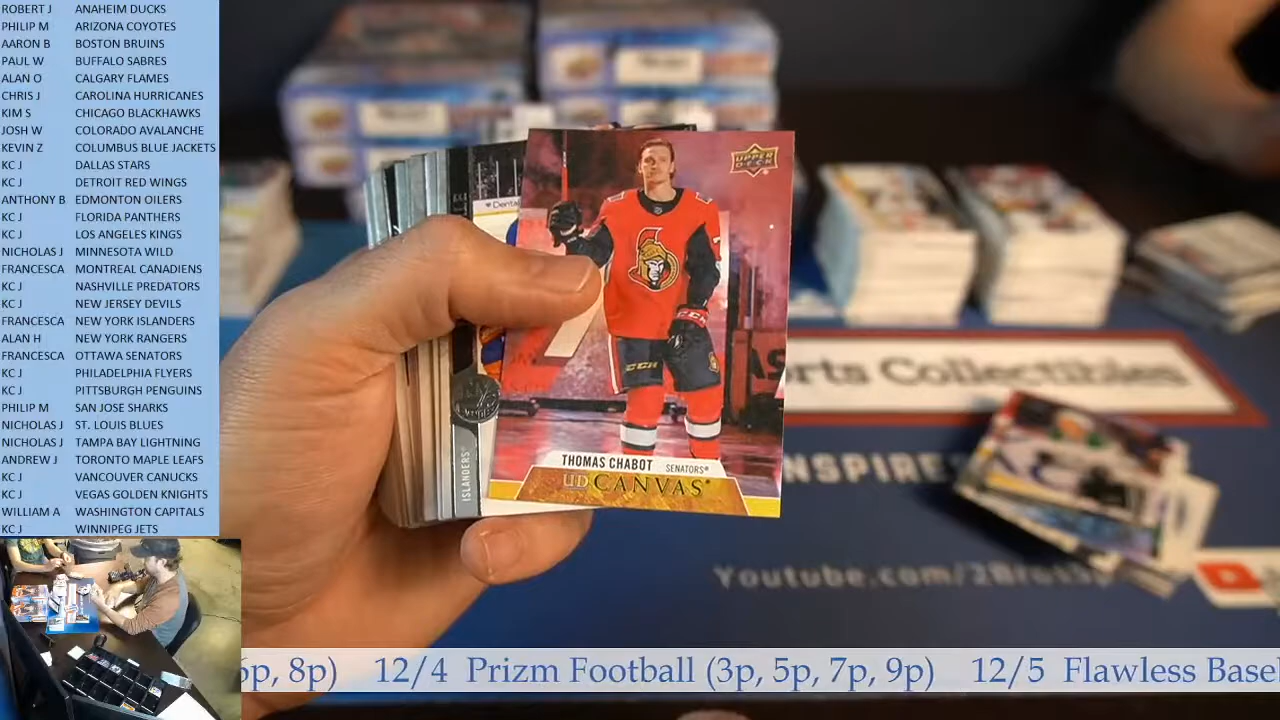 ROBERT J ANAHEIM DUCKS
PHILIP M ARIZONA COYOTES
AARON B BOSTON BRUINS
PAUL W BUFFALO SABRES
ALAN O CALGARY FLAMES
CHRIS J CAROLINA HURRICANES
KIM S CHICAGO BLACKHAWKS
JOSH W COLORADO AVALANCHE
KEVIN Z COLUMBUS BLUE JACKETS
KC J DALLAS STARS
KC J DETROIT RED WINGS
ANTHONY B EDMONTON OILERS
KC J FLORIDA PANTHERS
KC J LOS ANGELES KINGS
NICHOLAS J MINNESOTA WILD
FRANCESCA MONTREAL CANADIENS
KC J NASHVILLE PREDATORS
KC J NEW JERSEY DEVILS
FRANCESCA NEW YORK ISLANDERS
ALAN H NEW YORK RANGERS
FRANCESCA OTTAWA SENATORS
KC J PHILADELPHIA FLYERS
KC J PITTSBURGH PENGUINS
PHILIP M SAN JOSE SHARKS
NICHOLAS J ST. LOUIS BLUES
NICHOLAS J TAMPA BAY LIGHTNING
ANDREW J TORONTO MAPLE LEAFS
KC J VANCOUVER CANUCKS
KC J VEGAS GOLDEN KNIGHTS
WILLIAM A WASHINGTON CAPITALS
KC J WINNIPEG JETS
UPPER DECK
CCM
CCM
THOMAS CHABOT SENATORS
UD CANVAS
ISLANDERS
rts Collectibles
NSPIRE
Youtube.com/2Br
6p, 8p) 12/4 Prizm Football (3p, 5p, 7p, 9p) 12/5 Flawless Base